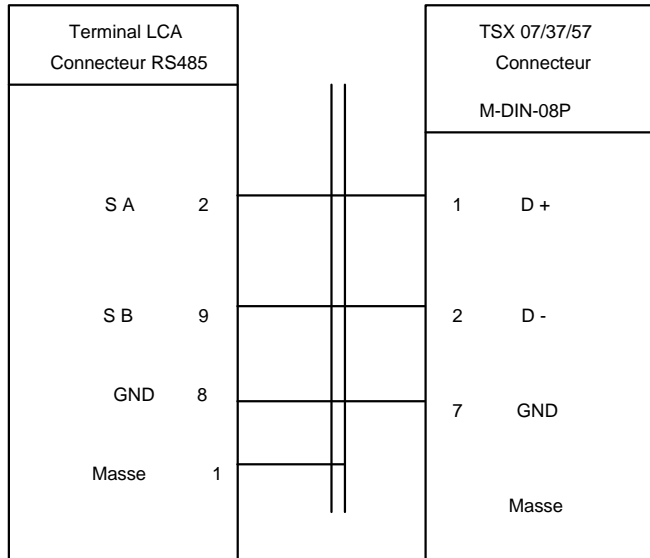 Terminal LCA
Connecteur RS485
TSX 07/37/57
Connecteur
M-DIN-08P
S A 2
1 D +
S B 9
2 D -
GND 8
7 GND
Masse 1
Masse